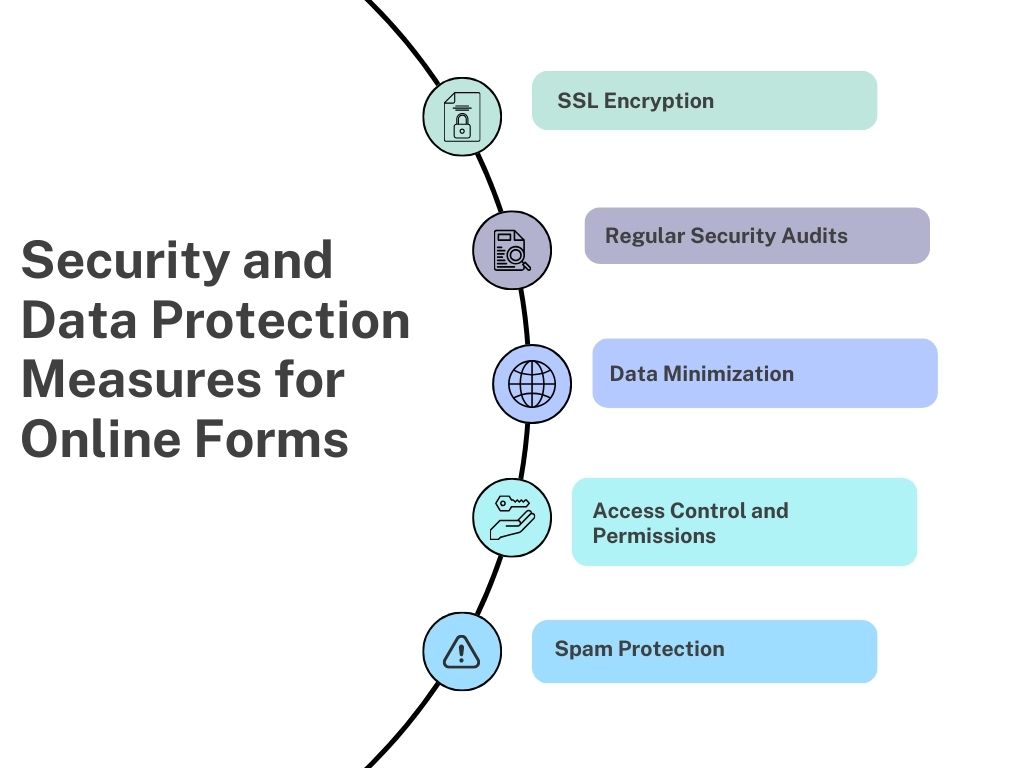 Security and
Data Protection
Measures for
Online Forms
SSL Encryption
Regular Security Audits
Data Minimization
Access Control and
Permissions
Spam Protection